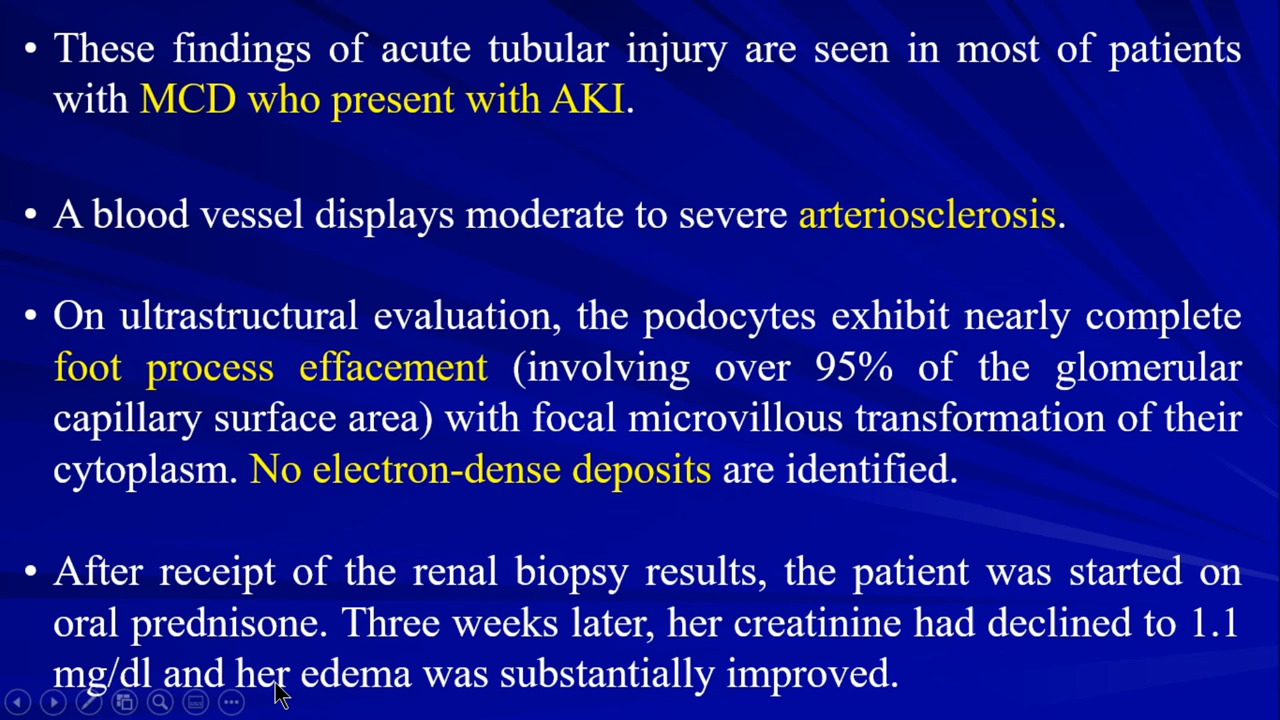 • These findings of acute tubular injury are seen in most of patients
with MCD who present with AKI.
• A blood vessel displays moderate to severe arteriosclerosis.
• On ultrastructural evaluation, the podocytes exhibit nearly complete
foot process effacement (involving over 95% of the glomerular
capillary surface area) with focal microvillous transformation of their
cytoplasm. No electron-dense deposits are identified.
• After receipt of the renal biopsy results, the patient was started on
oral prednisone. Three weeks later, her creatinine had declined to 1.1
mg/dl and her edema was substantially improved.